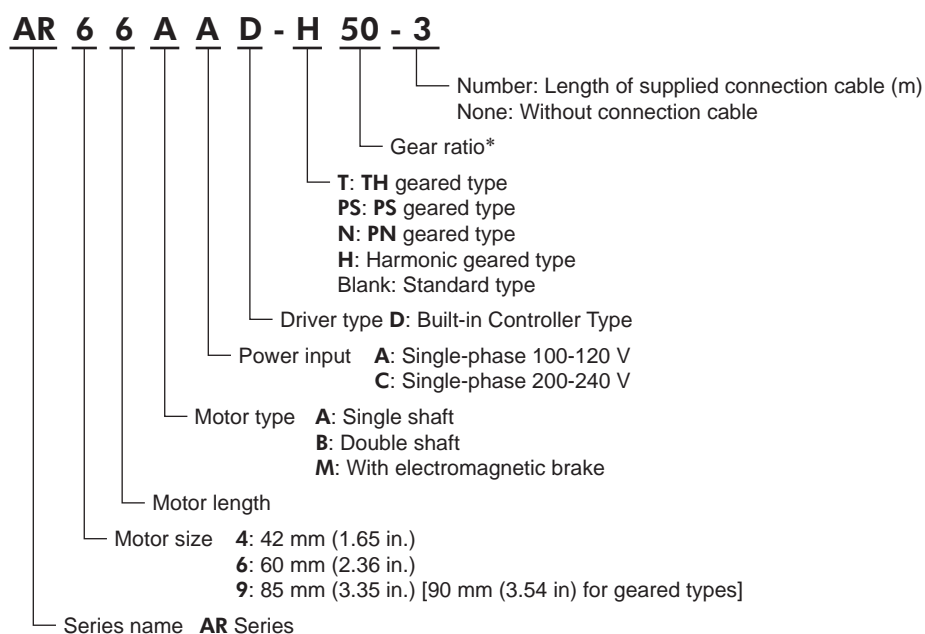 AR 6 6 A A D - H 50 - 3
Number: Length of supplied connection cable (m)
None: Without connection cable
Gear ratio*
T: TH geared type
PS: PS geared type
N: PN geared type
H: Harmonic geared type
Blank: Standard type
Driver type D: Built-in Controller Type
Power input A: Single-phase 100-120 V
C: Single-phase 200-240 V
Motor type A: Single shaft
B: Double shaft
M: With electromagnetic brake
Motor length
Motor size 4: 42 mm (1.65 in.)
6: 60 mm (2.36 in.)
9: 85 mm (3.35 in.) [90 mm (3.54 in) for geared types]
Series name AR Series